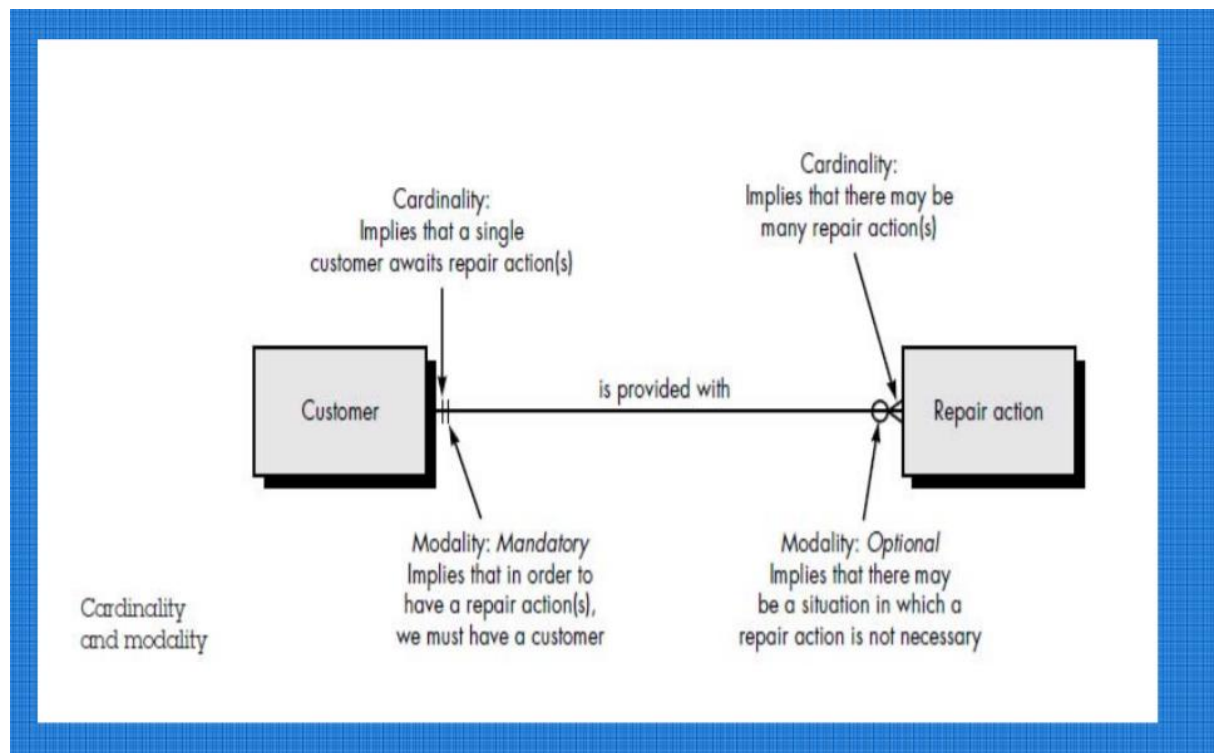 Cardinality:
Implies that a single
customer awaits repair action(s)
Cardinality:
Implies that there may be
many repair action(s)
Customer
is provided with
Repair action
Modality: Mandatory
Implies that in order to
have a repair action(s),
we must have a customer
Modality: Optional
Implies that there may
be a situation in which a
repair action is not necessary
Cardinality
and modality